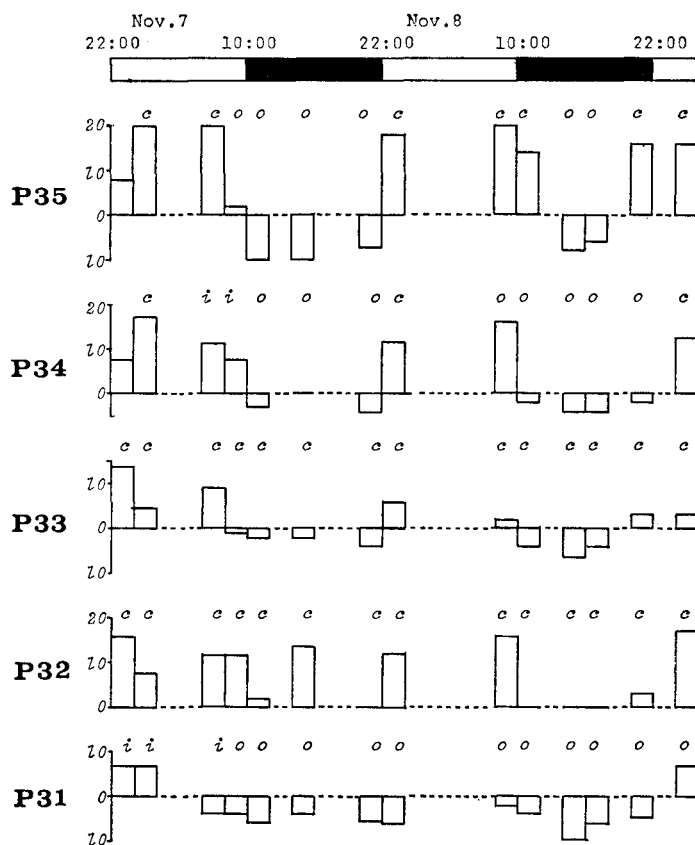 Nov.7 Nov.8
22:00 10:00 22:00 10:00 22:00
c c o o o o c c c o o c c
20
10
P35
0
10
c i i o o o c o o o o o c
20
10
P34
0
c c c c c c c c c c c c c c
10
P33
0
10
c c c c c c c c c c c c c c
20
10
P32
0
i i i o o o o o o o o o o o
10
P31
0
10